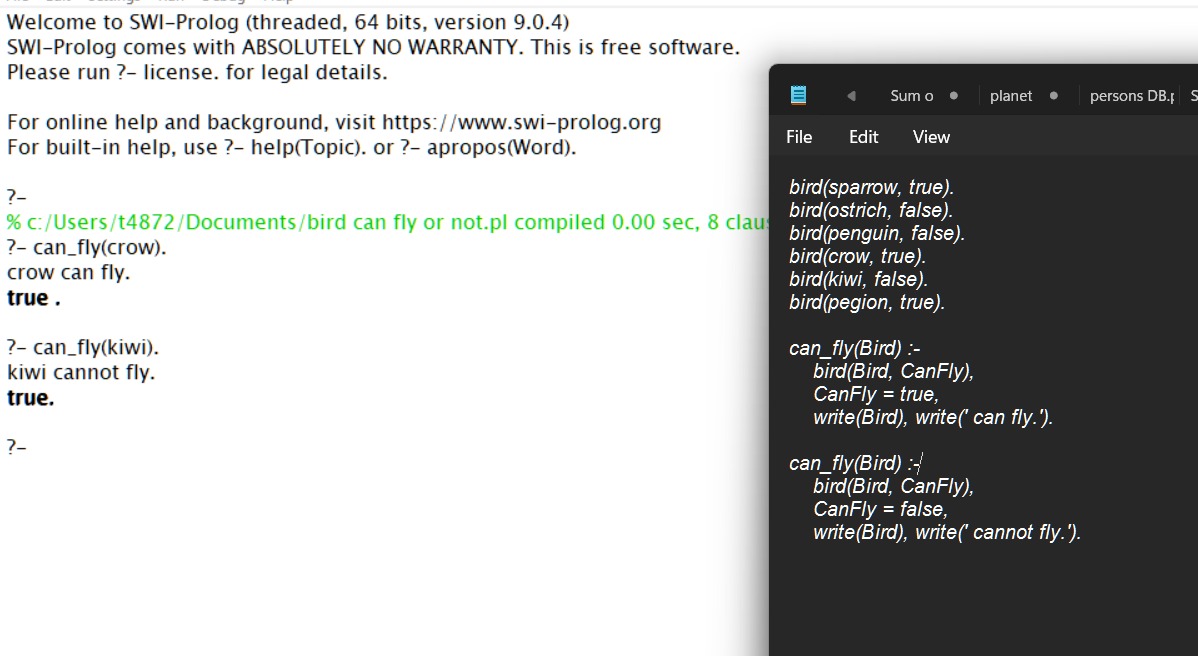 Welcome to SWI-Prolog (threaded, 64 bits, version 9.0.4)
SWI-Prolog comes with ABSOLUTELY NO WARRANTY. This is free software.
Please run ?- license. for legal details.
For online help and background, visit https://www.swi-prolog.org
For built-in help, use ?- help(Topic). or ?- apropos(Word).
?-
% c:/Users/t4872/Documents/bird can fly or not.pl compiled 0.00 sec, 8
?- can_fly(crow).
crow can fly.
true .
?- can_fly(kiwi).
kiwi cannot fly.
true.
?-
Sum o planet persons DB.
File Edit View
bird(sparrow, true).
bird(ostrich, false).
bird(penguin, false).
bird(crow, true).
bird(kiwi, false).
bird(pegion, true).
can_fly(Bird) :-
bird(Bird, CanFly),
CanFly = true,
write(Bird), write(' can fly.').
can_fly(Bird) :-
bird(Bird, CanFly),
CanFly = false,
write(Bird), write(' cannot fly.').